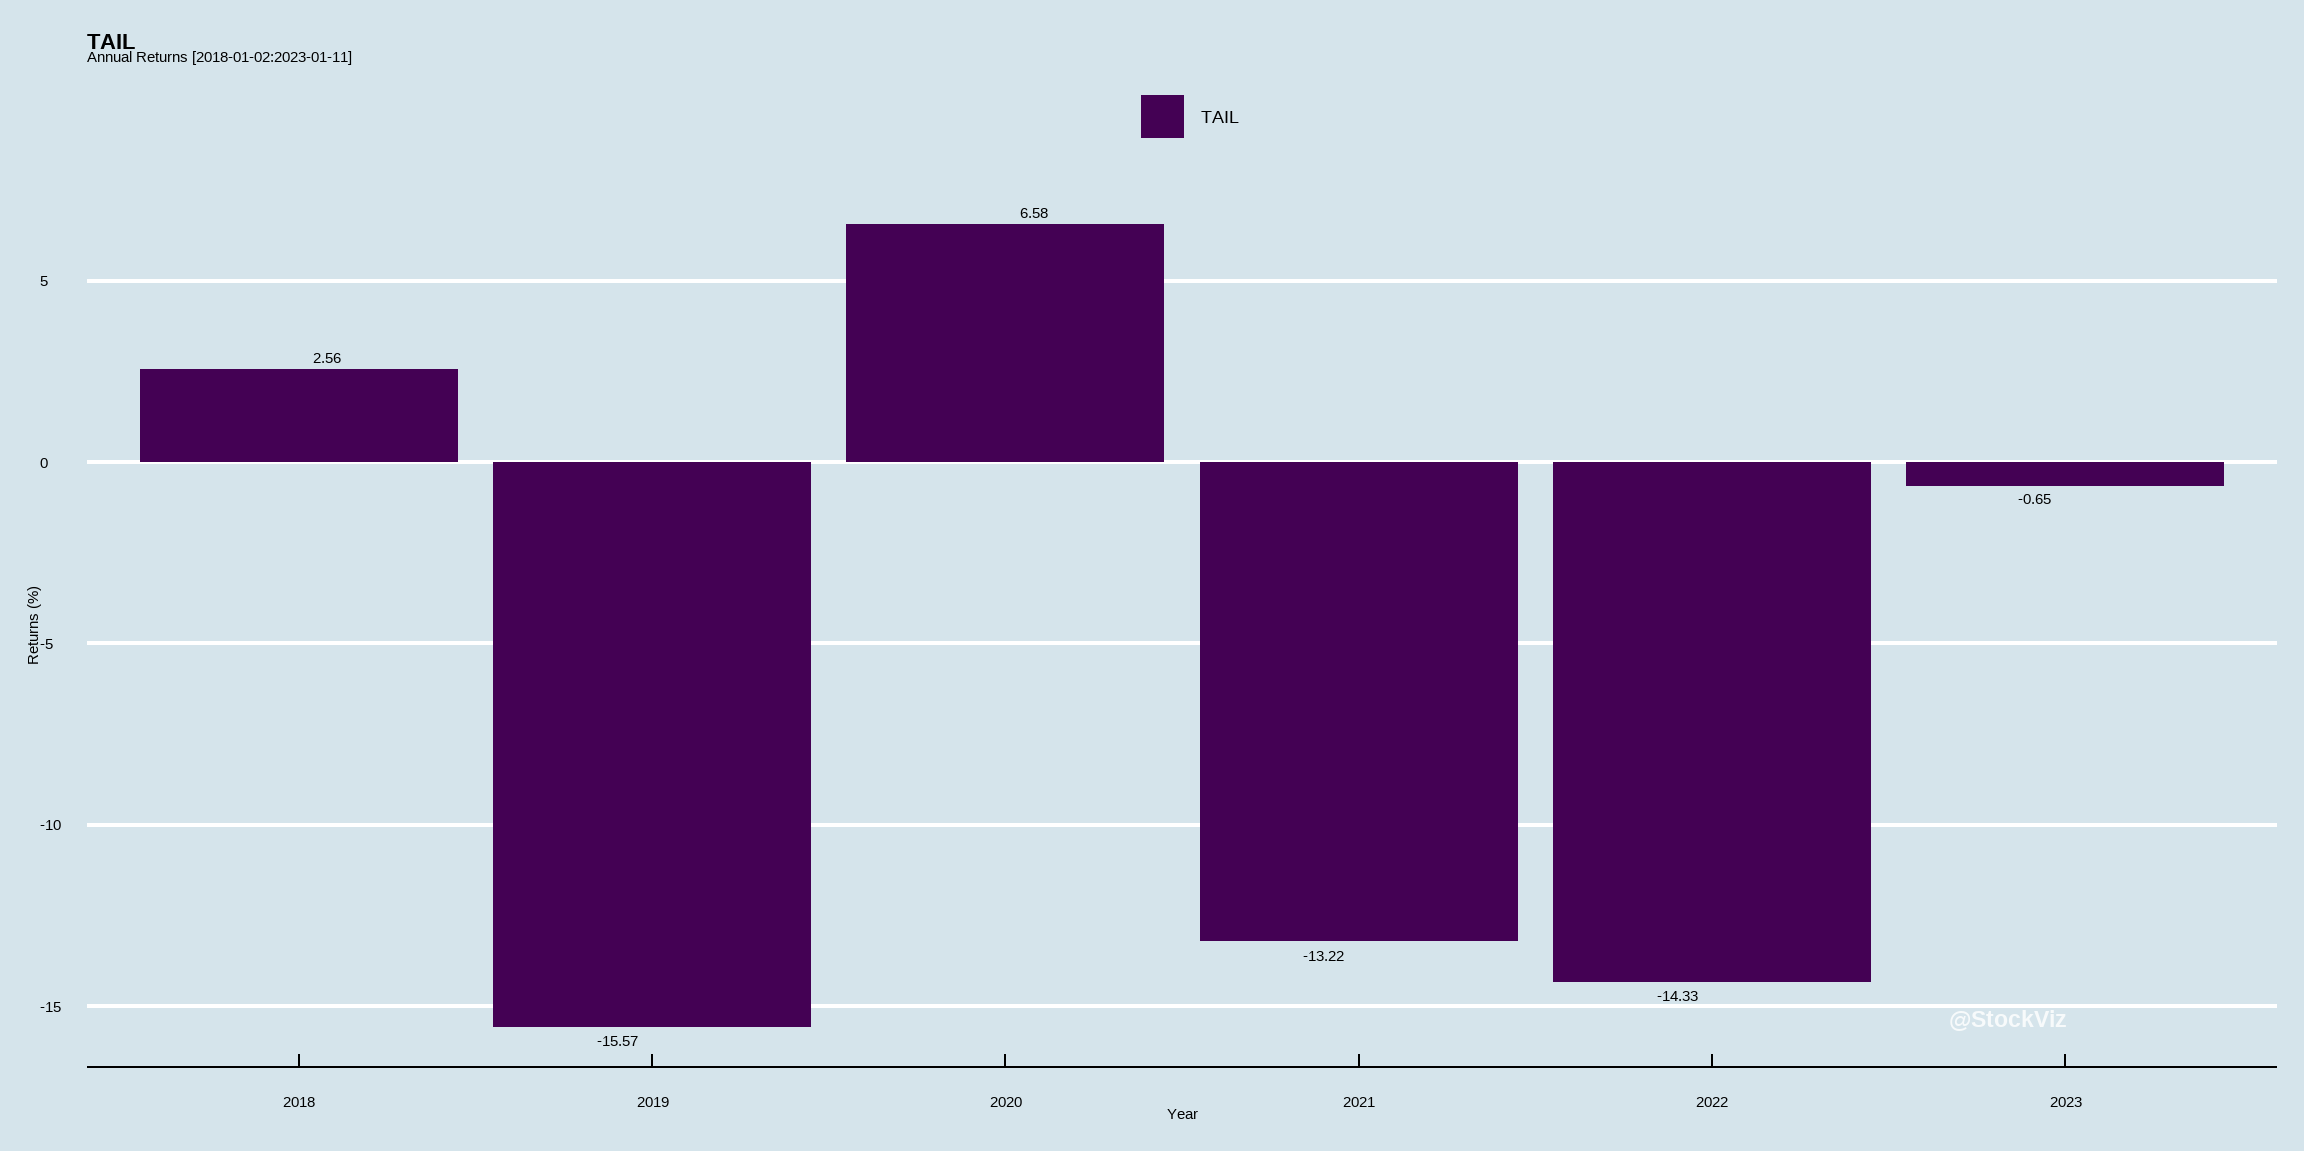 TAIL
Annual Returns [2018-01-02:2023-01-11]
TAIL
6.58
5
2.56
0
-0.65
Returns (%)
-5
-10
-13.22
-14.33
-15
@StockViz
-15.57
2018 2019 2020 2021 2022 2023
Year